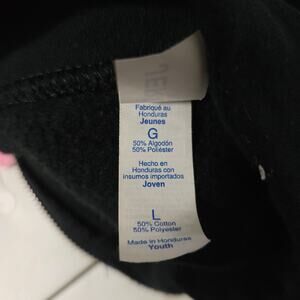 Fabriqué au
Honduras
Jeunes
G
50% Algodón
50% Poliéster
Hecho en
Honduras con
insumos importados
Joven
L
50% Cotton
50% Polyester
Made in Honduras
Youth